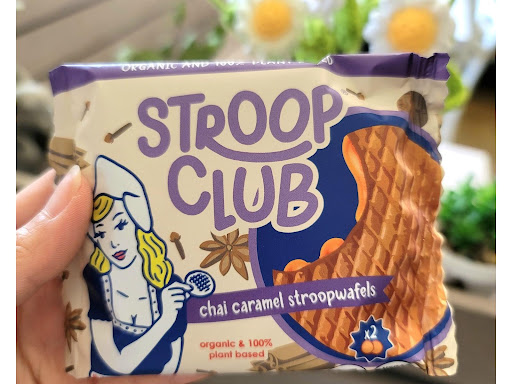 ORGANIC AND 100% PLANT
STROOP
CLUB
chai caramel stroopwafels
x2
organic & 100%
plant based